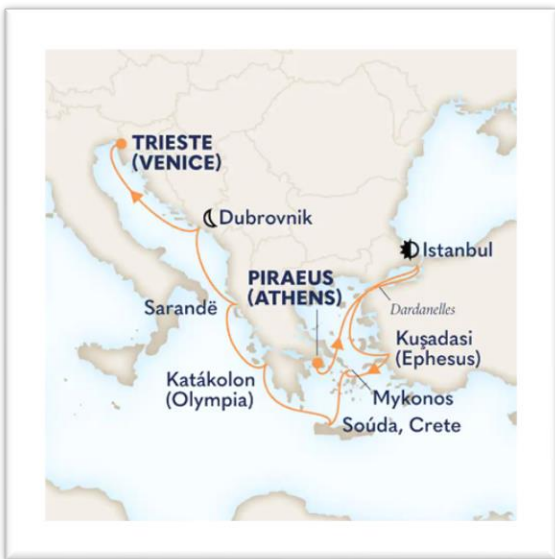 TRIESTE
(VENICE)
Dubrovnik
Istanbul
PIRAEUS
(ATHENS)
Dardanelles
Sarandë
Kuşadasi
(Ephesus)
Katákolon
(Olympia)
Mykonos
Soúda, Crete